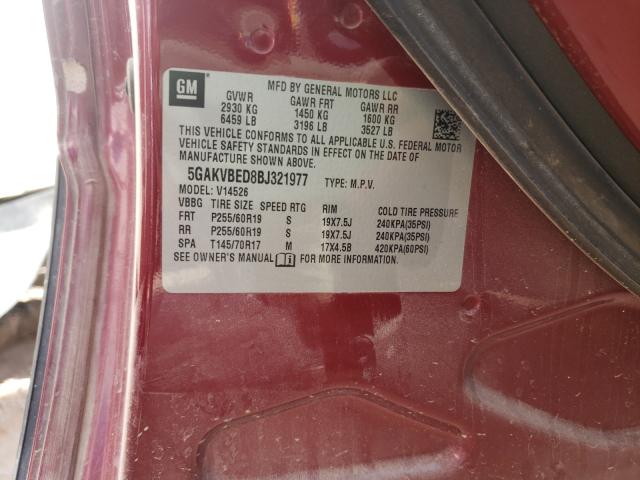 GM
MFD BY GENERAL MOTORS LLC
GVWR GAWR FRT GAWR RR
2930 KG 1450 KG 1600 KG
6459 LB 3196 LB 3527 LB
THIS VEHICLE CONFORMS TO ALL APPLICABLE U.S. FEDERAL MOTOR
VEHICLE SAFETY STANDARDS IN EFFECT ON THE DATE OF
MANUFACTURE SHOWN ABOVE.
5GAKVBED8BJ321977 TYPE: M.P.V.
MODEL: V14526
VBBG TIRE SIZE SPEED RTG RIM COLD TIRE PRESSURE
FRT P255/60R19 S 19X7.5J 240KPA(35PSI)
RR P255/60R19 S 19X7.5J 240KPA(35PSI)
SPA T145/70R17 M 17X4.5B 420KPA(60PSI)
SEE OWNER'S MANUAL FOR MORE INFORMATION.